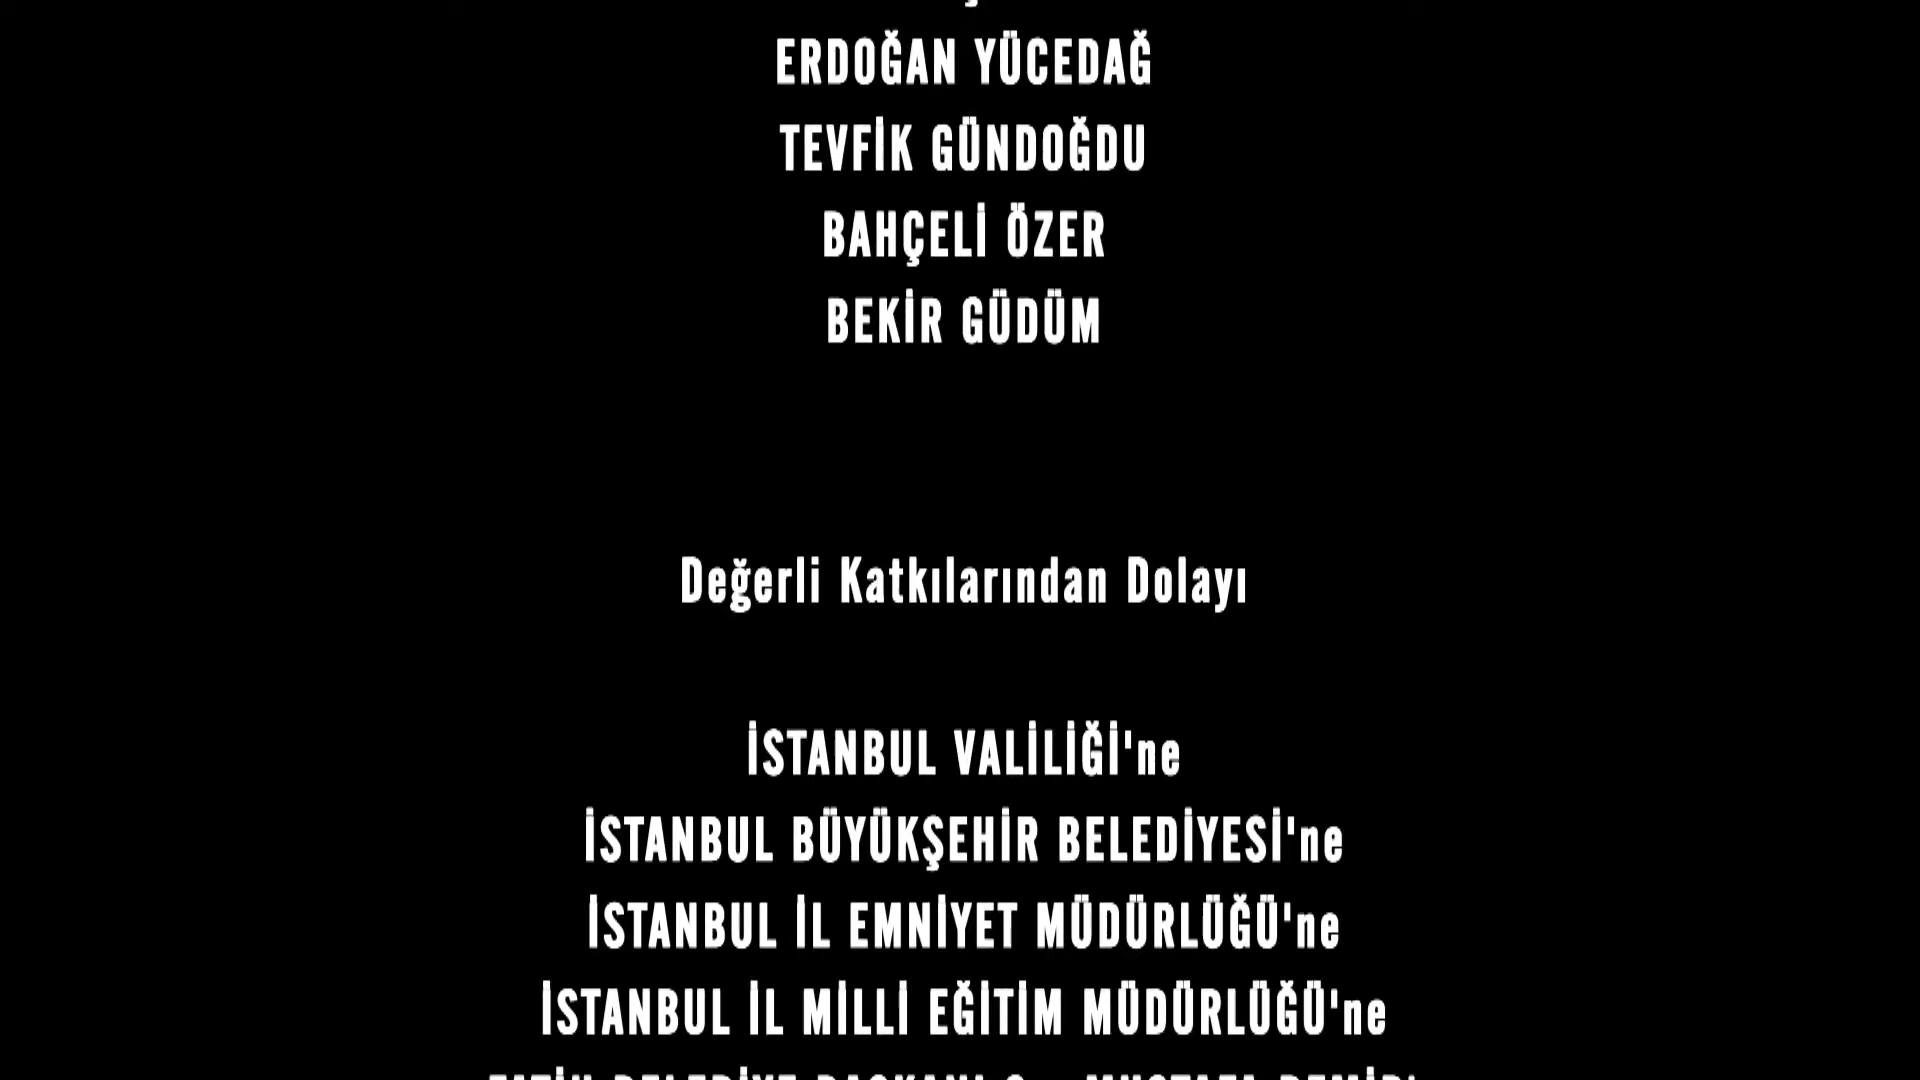 ERDOĞAN YÜCEDAĞ
TEVFİK GÜNDOĞDU
BAHÇELİ ÖZER
BEKİR GÜDÜM
Değerli Katkılarından Dolayı
İSTANBUL VALİLİĞİ'ne
İSTANBUL BÜYÜKŞEHİR BELEDİYESİ'ne
İSTANBUL İL EMNİYET MÜDÜRLÜĞÜ'ne
İSTANBUL İL MİLLİ EĞİTİM MÜDÜRLÜĞÜ'ne